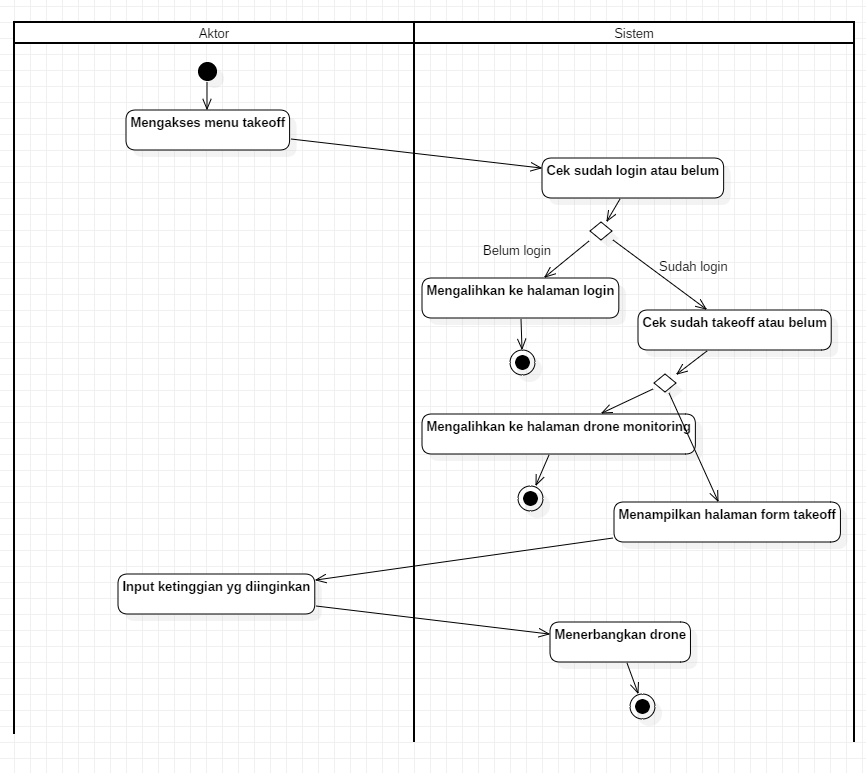 Aktor
Sistem
Mengakses menu takeoff
Cek sudah login atau belum
Belum login
Sudah login
Mengalihkan ke halaman login
Cek sudah takeoff atau belum
Mengalihkan ke halaman drone monitoring
Menampilkan halaman form takeoff
Input ketinggian yg diinginkan
Menerbangkan drone